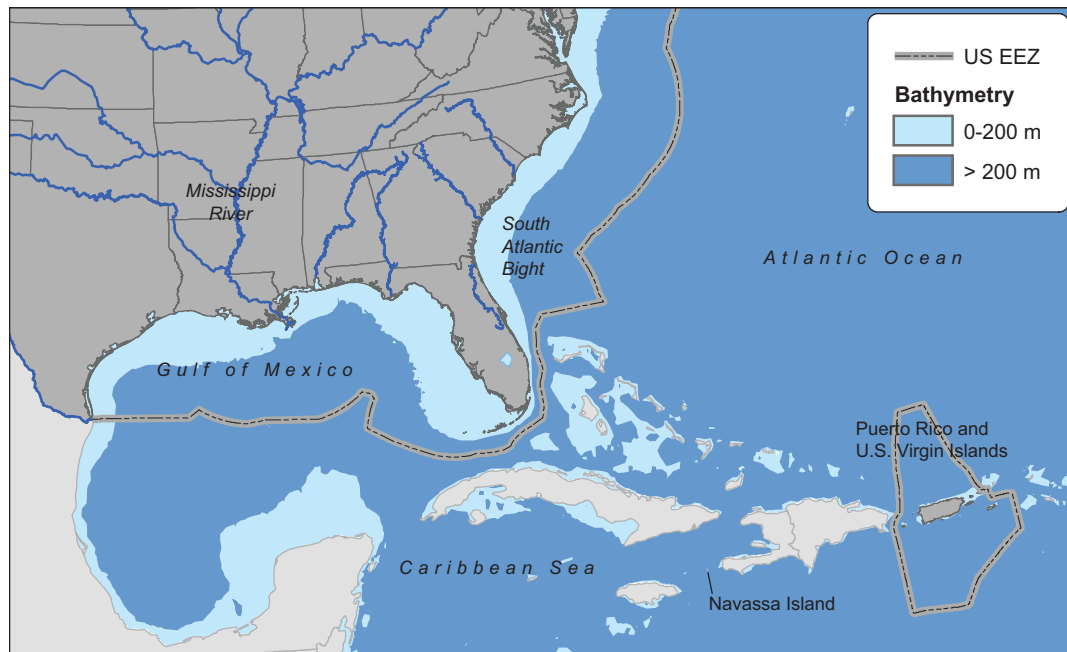 US EEZ
Bathymetry
0-200 m
> 200 m
Mississippi
River
South
Atlantic
Bight
Atlantic Ocean
Gulf of Mexico
Puerto Rico and
U.S. Virgin Islands
Caribbean Sea
Navassa Island